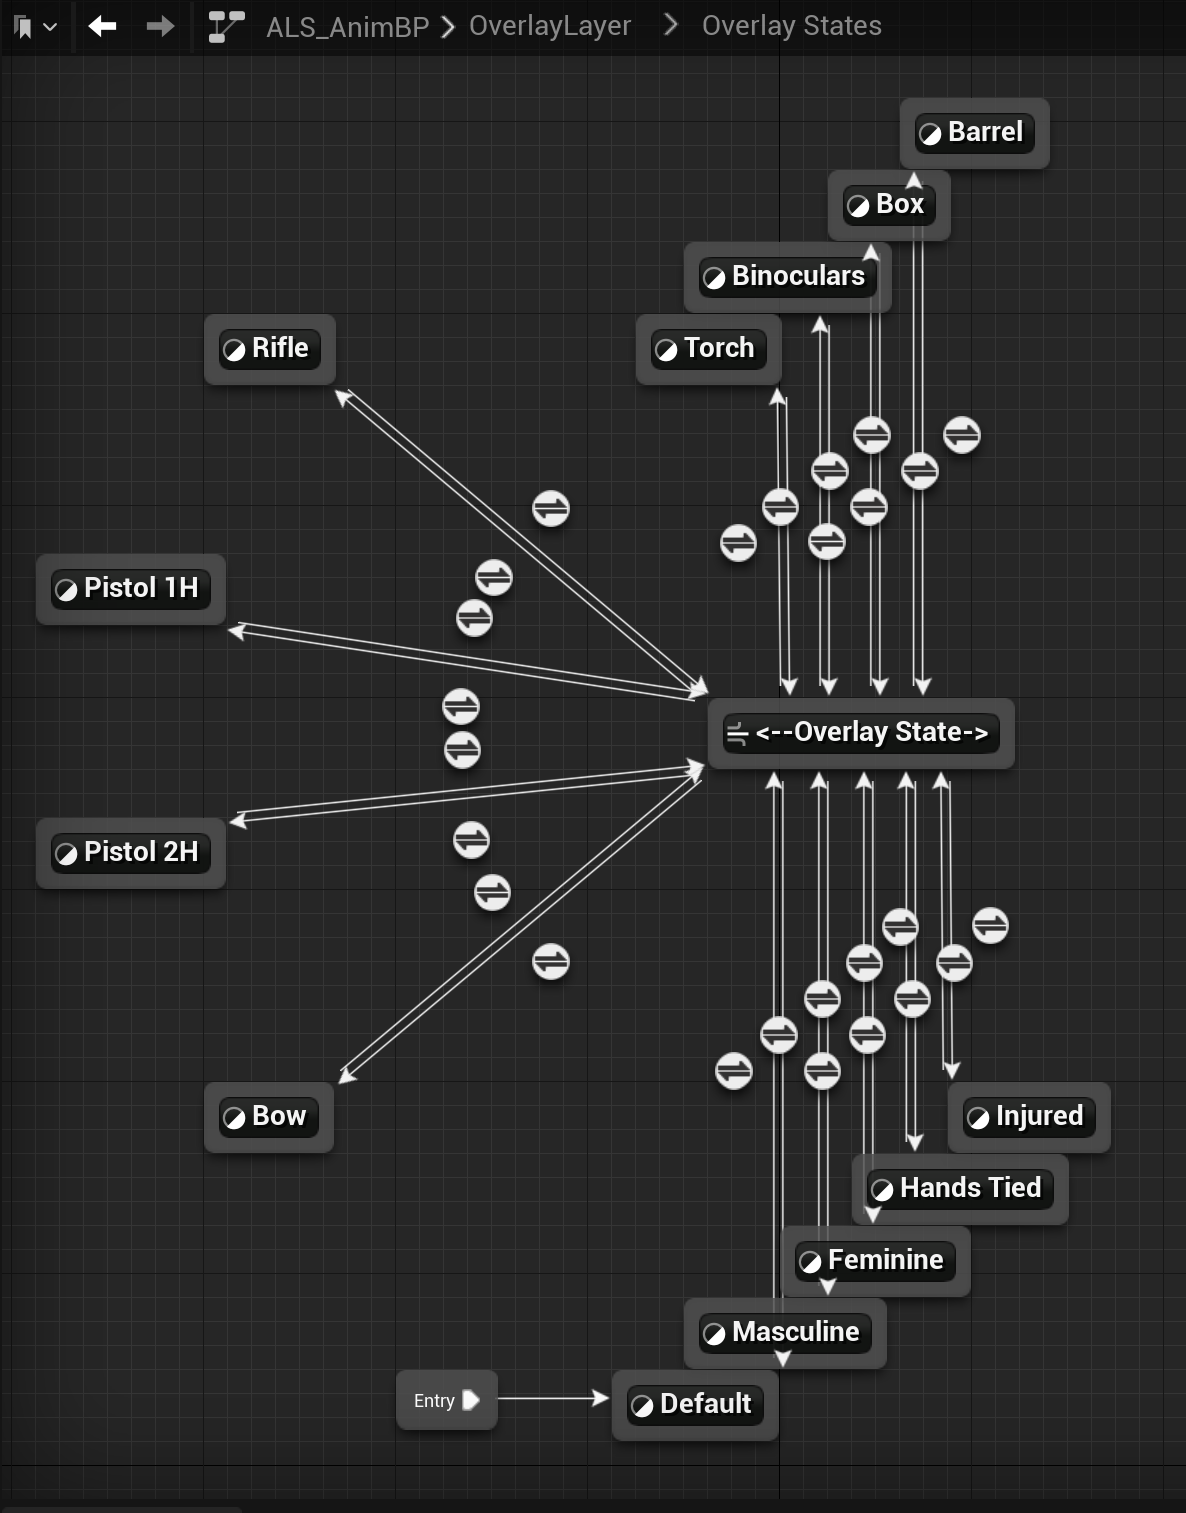 ALS_AnimBP > OverlayLayer > Overlay States
Barrel
Box
Binoculars
Rifle
Torch
Pistol 1H
<--Overlay State->
Pistol 2H
Bow
Injured
Hands Tied
Feminine
Masculine
Entry
Default